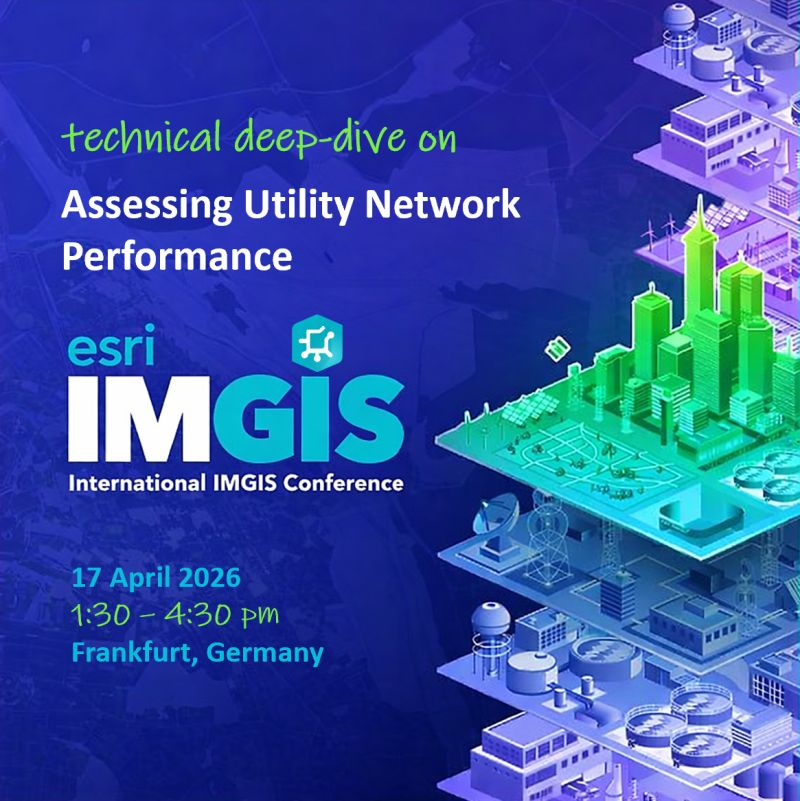 technical deep-dive on
Assessing Utility Network
Performance
esri
IMGIS
International IMGIS Conference
17 April 2026
1:30 – 4:30 pm
Frankfurt, Germany